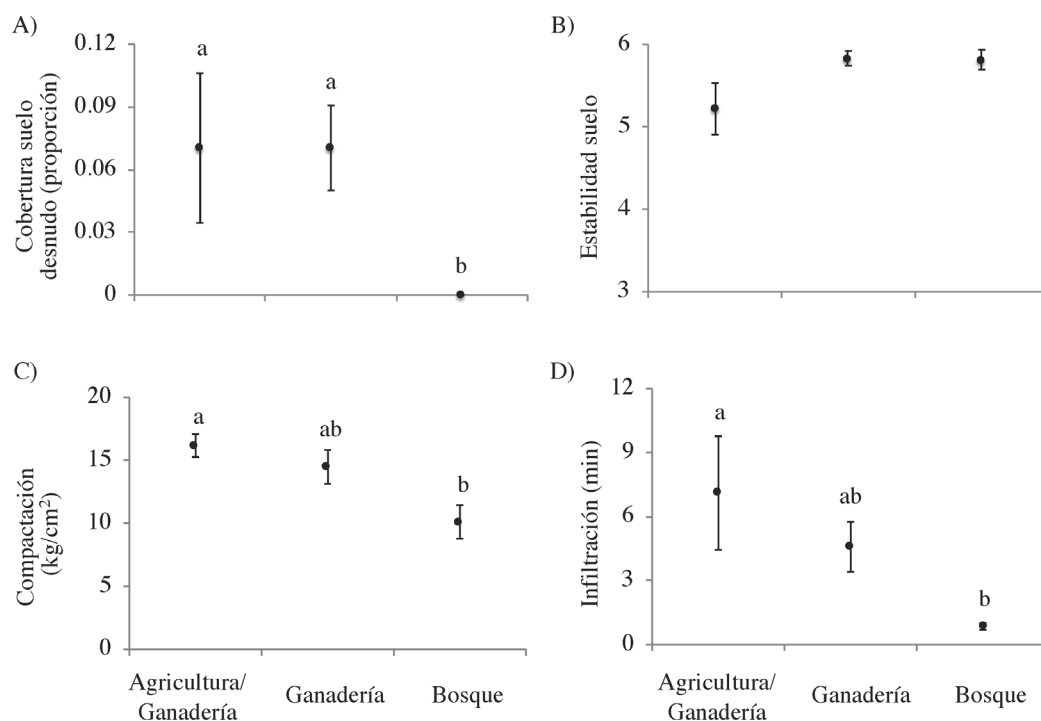 A)
Cobertura suelo
desnudo (proporción)
0.12
0.09
0.06
0.03
0
a
a
b
B)
Estabilidad suelo
6
5
4
3
C)
Compactación
(kg/cm²)
20
15
10
5
0
a
ab
b
Agricultura/
Ganadería
Ganadería
Bosque
D)
Infiltración (min)
12
9
6
3
0
a
ab
b
Agricultura/
Ganadería
Ganadería
Bosque